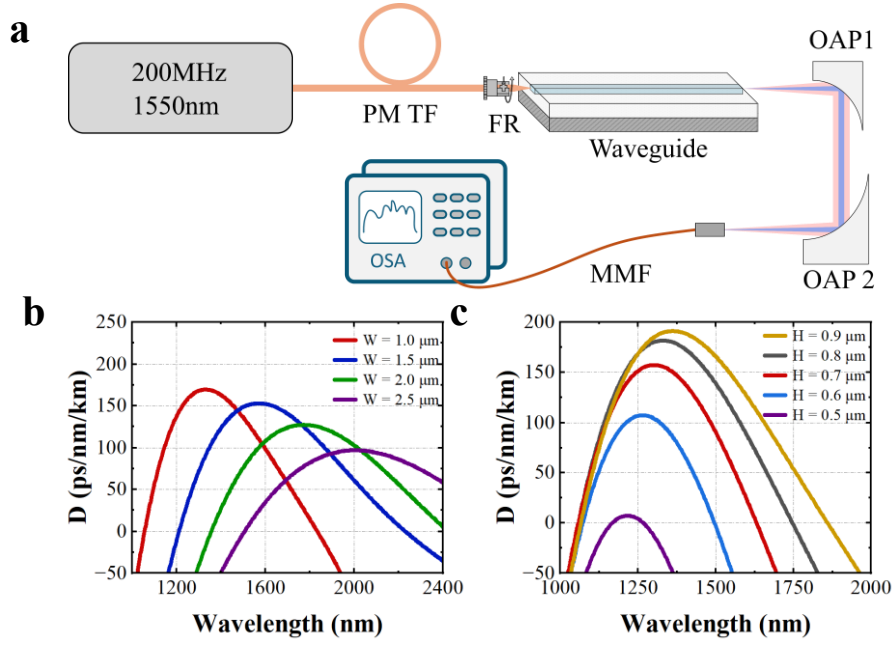 a
200MHz
1550nm
PM TF
FR
Waveguide
OAP1
OAP 2
MMF
OSA
b
D (ps/nm/km)
250
200
150
100
50
0
−50
1200
1600
2000
2400
Wavelength (nm)
W = 1.0 μm
W = 1.5 μm
W = 2.0 μm
W = 2.5 μm
c
D (ps/nm/km)
200
150
100
50
0
−50
1000
1250
1500
1750
2000
Wavelength (nm)
H = 0.9 μm
H = 0.8 μm
H = 0.7 μm
H = 0.6 μm
H = 0.5 μm